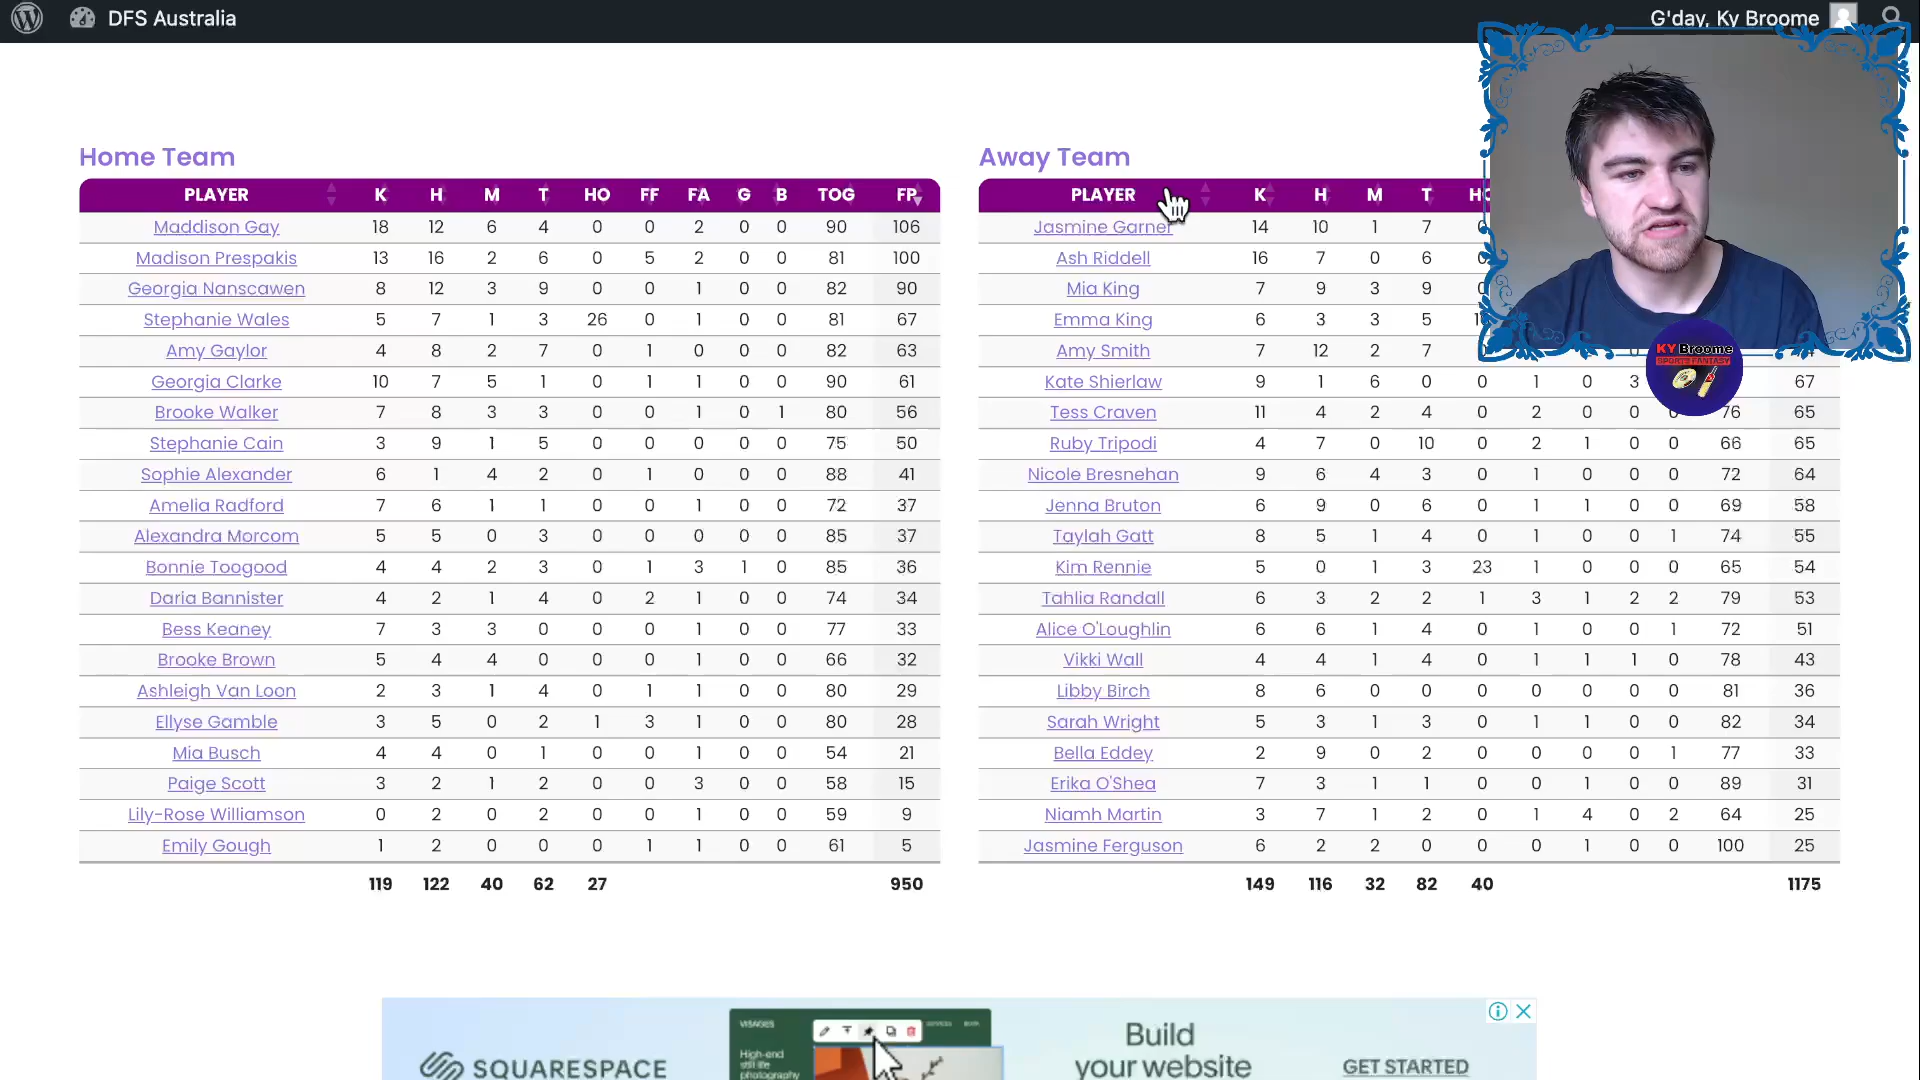 DFS Australia
G'day, Ky Broome
Home Team
PLAYER K H M T HO FF FA G B TOG FP
Maddison Gay 18 12 6 4 0 0 2 0 0 90 106
Madison Prespakis 13 16 2 6 0 5 2 0 0 81 100
Georgia Nanscawen 8 12 3 9 0 0 1 0 0 82 90
Stephanie Wales 5 7 1 3 26 0 1 0 0 81 67
Amy Gaylor 4 8 2 7 0 1 0 0 0 82 63
Georgia Clarke 10 7 5 1 0 1 1 0 0 90 61
Brooke Walker 7 8 3 3 0 0 1 0 1 80 56
Stephanie Cain 3 9 1 5 0 0 0 0 0 75 50
Sophie Alexander 6 1 4 2 0 1 0 0 0 88 41
Amelia Radford 7 6 1 1 0 0 1 0 0 72 37
Alexandra Morcom 5 5 0 3 0 0 0 0 0 85 37
Bonnie Toogood 4 4 2 3 0 1 3 1 0 85 36
Daria Bannister 4 2 1 4 0 2 1 0 0 74 34
Bess Keaney 7 3 3 0 0 0 1 0 0 77 33
Brooke Brown 5 4 4 0 0 0 1 0 0 66 32
Ashleigh Van Loon 2 3 1 4 0 1 1 0 0 80 29
Ellyse Gamble 3 5 0 2 1 3 1 0 0 80 28
Mia Busch 4 4 0 1 0 0 1 0 0 54 21
Paige Scott 3 2 1 2 0 0 3 0 0 58 15
Lily-Rose Williamson 0 2 0 2 0 0 1 0 0 59 9
Emily Gough 1 2 0 0 0 1 1 0 0 61 5
119 122 40 62 27 950
Away Team
PLAYER K H M T
Jasmine Garner 14 10 1 7
Ash Riddell 16 7 0 6
Mia King 7 9 3 9
Emma King 6 3 3 5
Amy Smith 7 12 2 7
Kate Shierlaw 9 1 6 0 0 1 0 3 67
Tess Craven 11 4 2 4 0 2 0 0 76 65
Ruby Tripodi 4 7 0 10 0 2 1 0 0 66 65
Nicole Bresnehan 9 6 4 3 0 1 0 0 0 72 64
Jenna Bruton 6 9 0 6 0 1 1 0 0 69 58
Taylah Gatt 8 5 1 4 0 1 0 0 1 74 55
Kim Rennie 5 0 1 3 23 1 0 0 0 65 54
Tahlia Randall 6 3 2 2 1 3 1 2 2 79 53
Alice O'Loughlin 6 6 1 4 0 1 0 0 1 72 51
Vikki Wall 4 4 1 4 0 1 1 1 0 78 43
Libby Birch 8 6 0 0 0 0 0 0 0 81 36
Sarah Wright 5 3 1 3 0 1 1 0 0 82 34
Bella Eddey 2 9 0 2 0 0 0 0 1 77 33
Erika O'Shea 7 3 1 1 0 0 1 0 0 89 31
Niamh Martin 3 7 1 2 0 1 4 0 2 64 25
Jasmine Ferguson 6 2 2 0 0 0 1 0 0 100 25
149 116 32 82 40 1175
KY Broome
SPORTS FANTASY
SQUARESPACE
VISAGES
High-end
still life
photography
Build
your website
GET STARTED